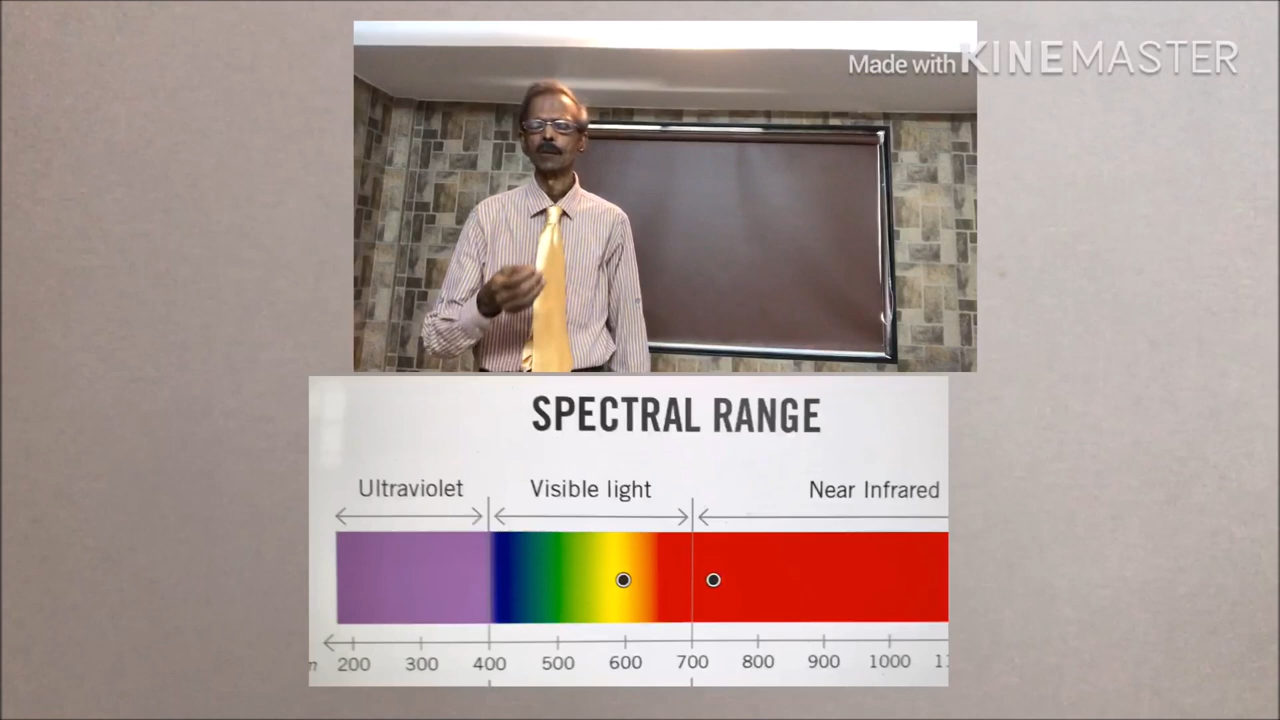 Made with KINEMASTER
SPECTRAL RANGE
Ultraviolet Visible light Near Infrared
200 300 400 500 600 700 800 900 1000